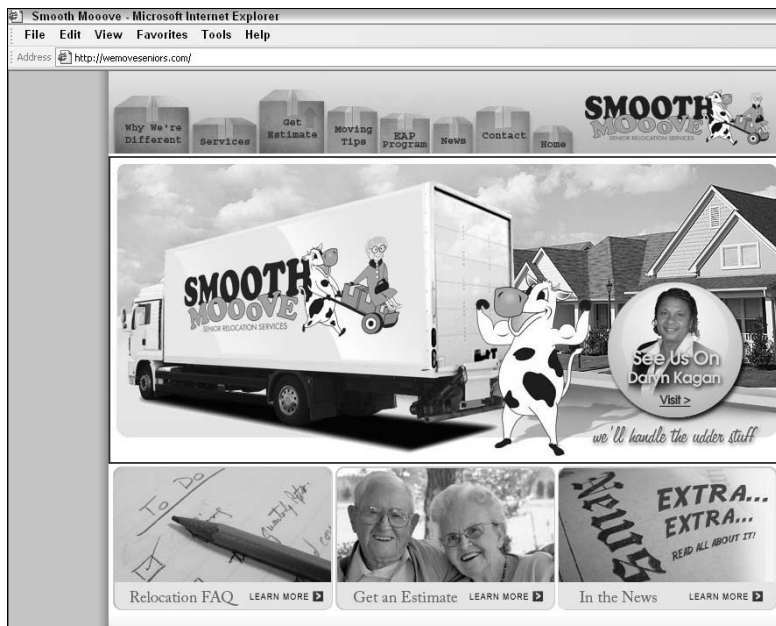 Smooth Mooove - Microsoft Internet Explorer
File Edit View Favorites Tools Help
Address http://wemoveseniors.com/
Why We're
Different
Services
Get
Estimate
Moving
Tips
EAP
Program
News
Contact
Home
SMOOTH
MOOOVE
SENIOR RELOCATION SERVICES
SMOOTH
MOOOVE
SENIOR RELOCATION SERVICES
See Us On
Daryn Kagan
Visit >
we'll handle the udder stuff
To Do
News
EXTRA...
EXTRA...
READ ALL ABOUT IT!
Relocation FAQ LEARN MORE
Get an Estimate LEARN MORE
In the News LEARN MORE